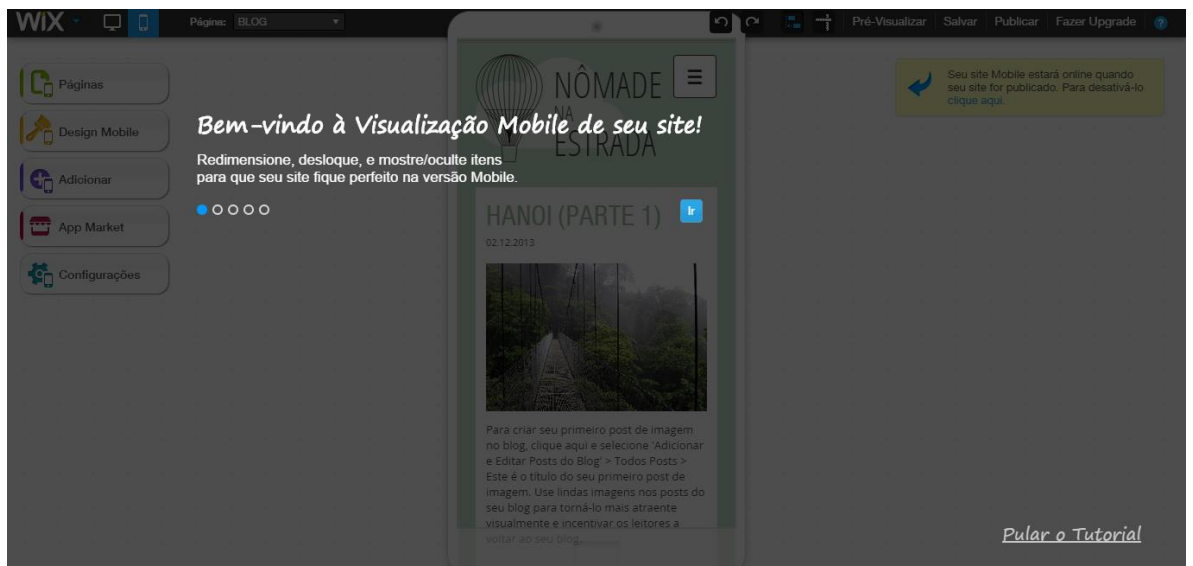 WiX
Página: BLOG
Pré-Visualizar
Salvar
Publicar
Fazer Upgrade
?
Páginas
Design Mobile
Adicionar
App Market
Configurações
Bem-vindo à Visualização Mobile de seu site!
Redimensione, desloque, e mostre/oculte itens
para que seu site fique perfeito na versão Mobile.
Ir
NÔMADE
NA
ESTRADA
HANOI (PARTE 1)
02.12.2013
Para criar seu primeiro post de imagem
no blog, clique aqui e selecione 'Adicionar
e Editar Posts do Blog' > Todos Posts >
Este é o título do seu primeiro post de
imagem. Use lindas imagens nos posts do
seu blog para torná-lo mais atraente
visualmente e incentivar os leitores a
voltar ao seu blog.
Seu site Mobile estará online quando
seu site for publicado. Para desativá-lo
clique aqui.
Pular o Tutorial